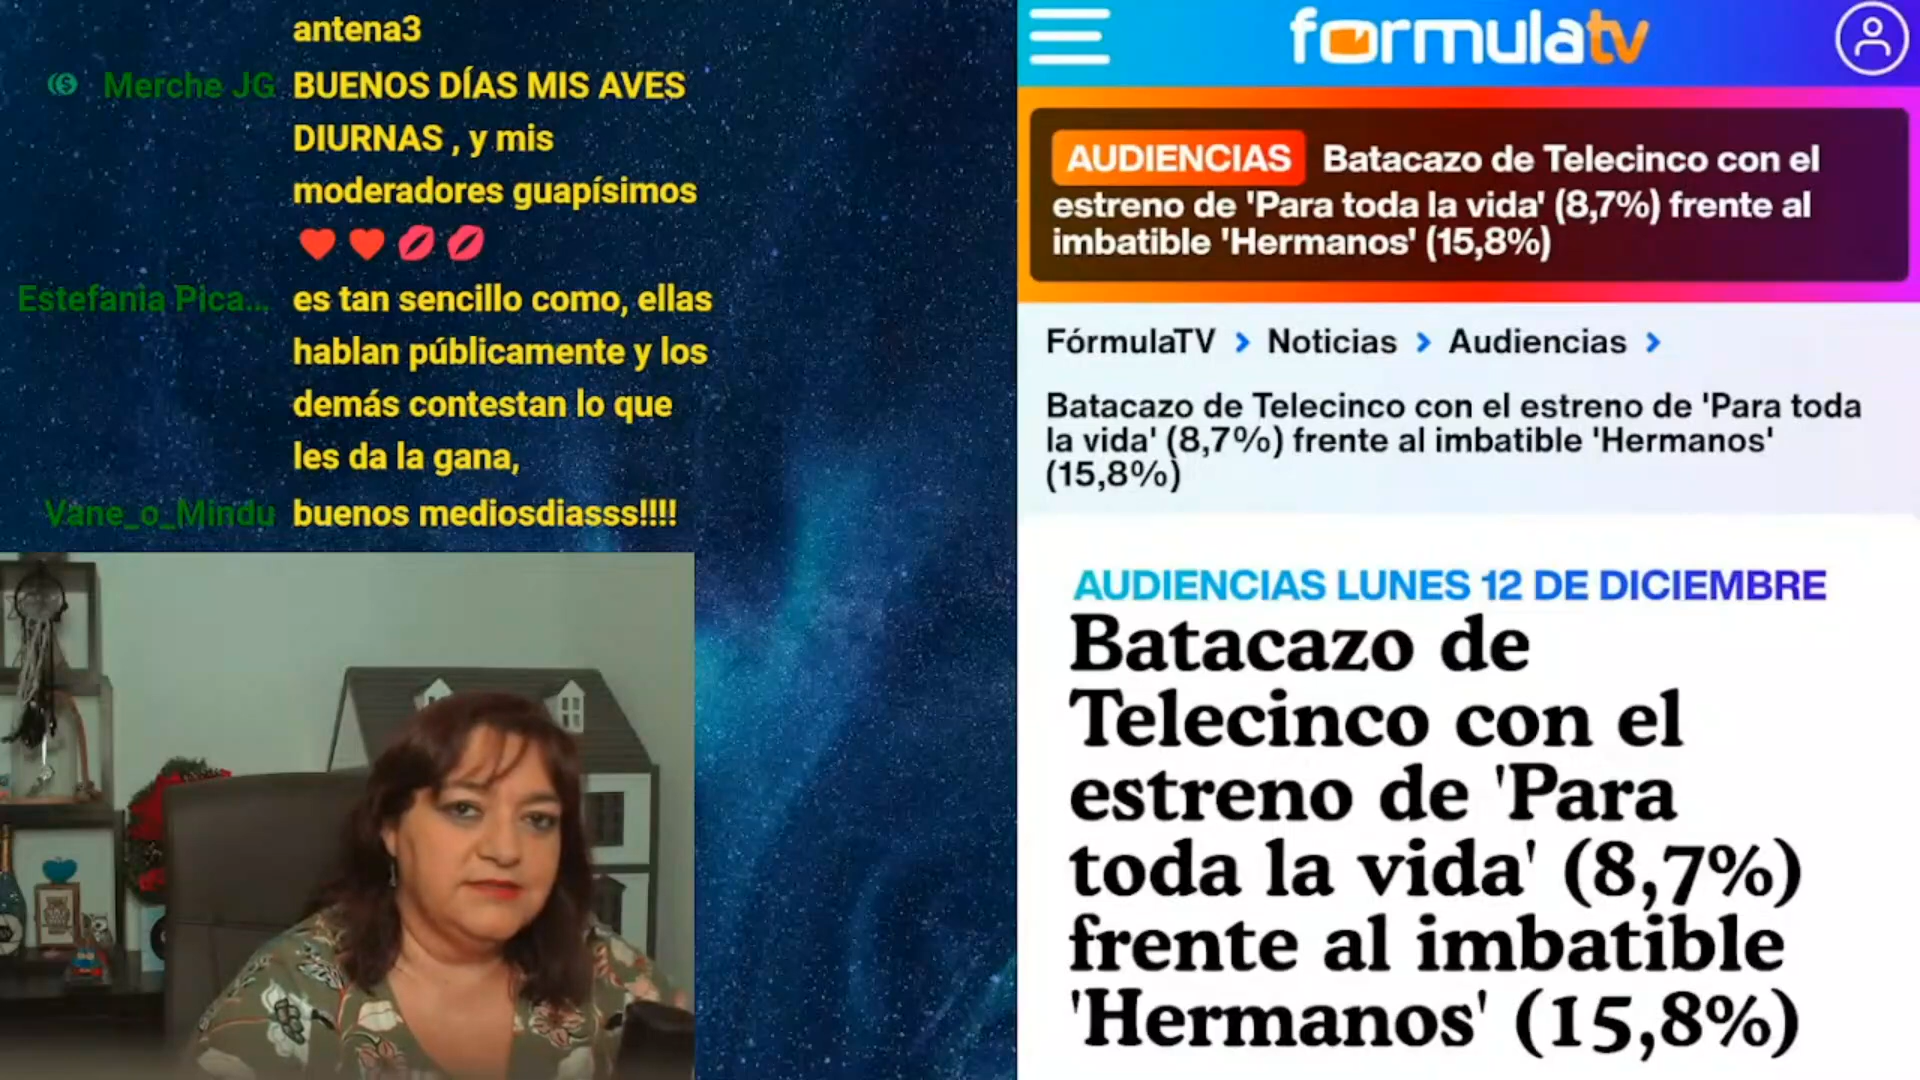 antena3
Merche JG BUENOS DÍAS MIS AVES
DIURNAS , y mis
moderadores guapísimos
Estefania Pica... es tan sencillo como, ellas
hablan públicamente y los
demás contestan lo que
les da la gana,
Vane_o_Mindu buenos mediosdiasss!!!!
formulatv
AUDIENCIAS Batacazo de Telecinco con el
estreno de 'Para toda la vida' (8,7%) frente al
imbatible 'Hermanos' (15,8%)
FórmulaTV > Noticias > Audiencias >
Batacazo de Telecinco con el estreno de 'Para toda
la vida' (8,7%) frente al imbatible 'Hermanos'
(15,8%)
AUDIENCIAS LUNES 12 DE DICIEMBRE
Batacazo de
Telecinco con el
estreno de 'Para
toda la vida' (8,7%)
frente al imbatible
'Hermanos' (15,8%)